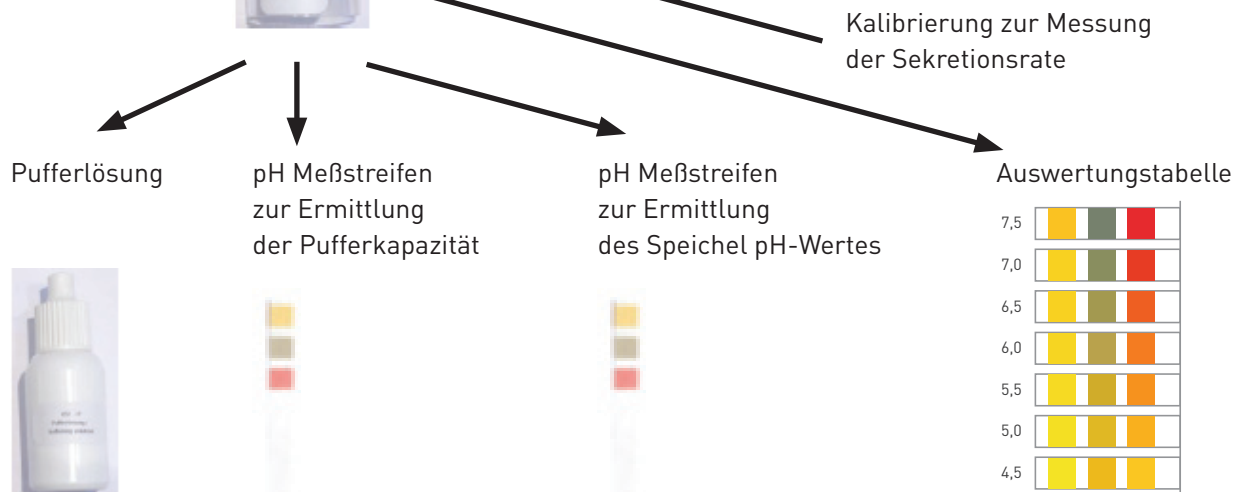 Kalibrierung zur Messung
der Sekretionsrate
Pufferlösung
pH Meßstreifen
zur Ermittlung
der Pufferkapazität
pH Meßstreifen
zur Ermittlung
des Speichel pH-Wertes
Auswertungstabelle
7,5
7,0
6,5
6,0
5,5
5,0
4,5